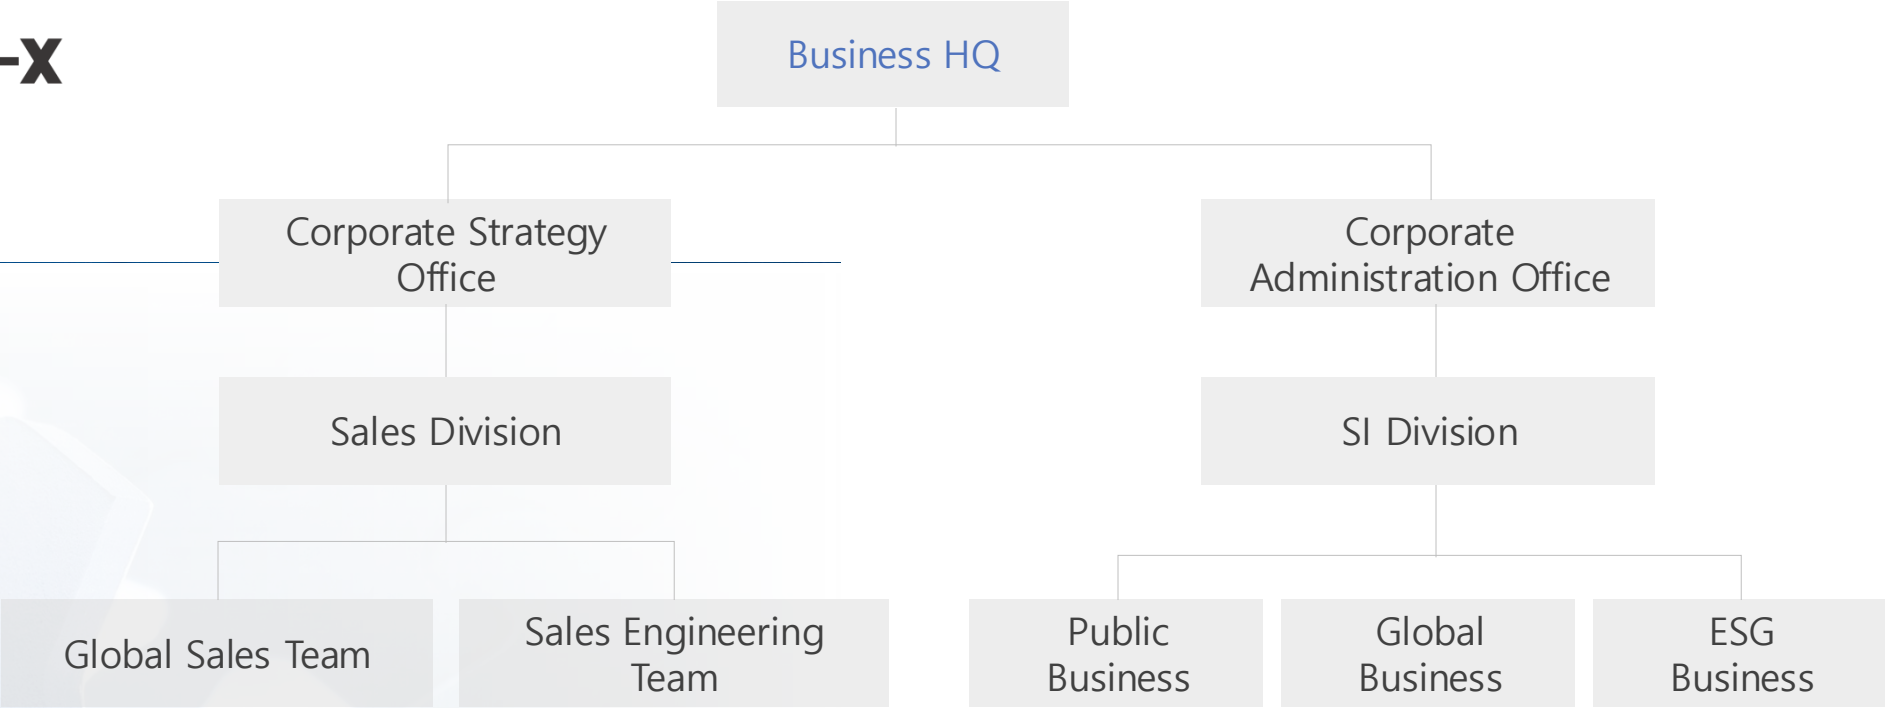 -X
Business HQ
Corporate Strategy
Office
Corporate
Administration Office
Sales Division
SI Division
Global Sales Team
Sales Engineering
Team
Public
Business
Global
Business
ESG
Business